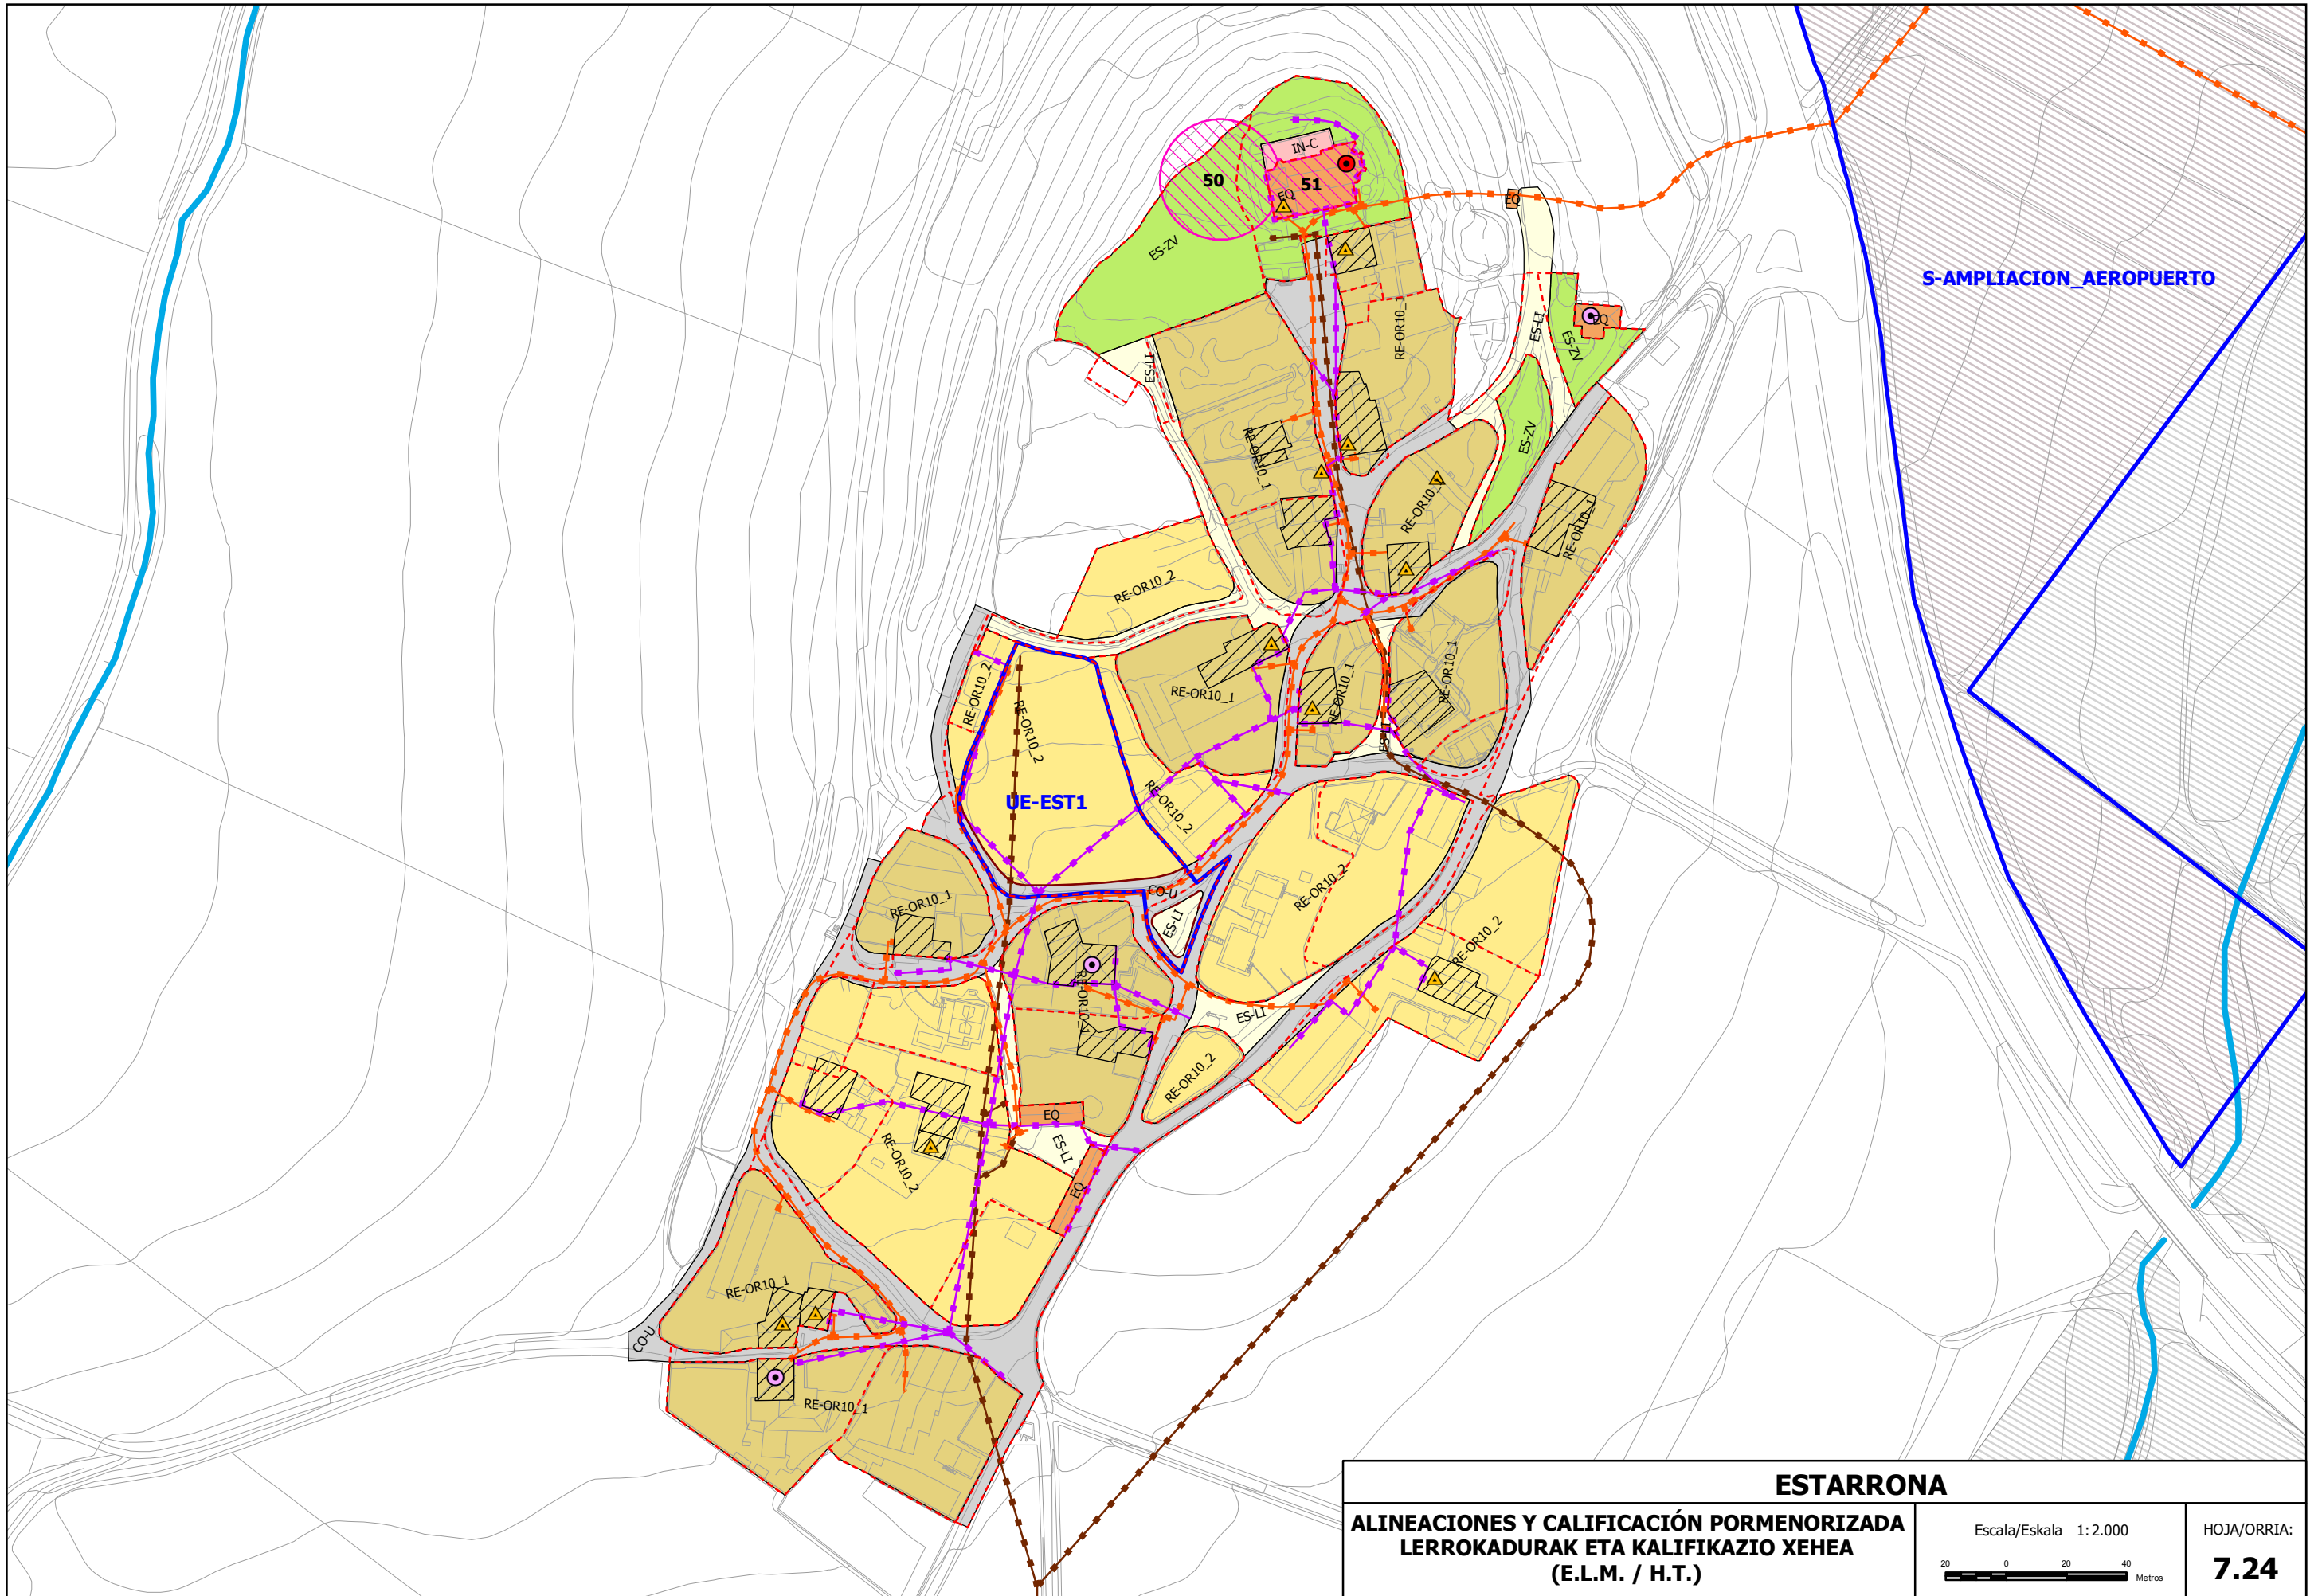 IN-C
50
51
EQ
EQ
ES-ZV
S-AMPLIACION_AEROPUERTO
RE-OR10_1
ES-LI
EQ
ES-ZV
ES-LI
RE-OR10_1
ES-ZV
RE-OR10_1
RE-OR10_1
RE-OR10_2
RE-OR10_2
RE-OR10_1
RE-OR10_1
RE-OR10_1
RE-OR10_2
ES-LI
UE-EST1
RE-OR10_2
RE-OR10_1
CO-U
ES-LI
RE-OR10_2
RE-OR10_2
RE-OR10_1
ES-LI
RE-OR10_2
EQ
ES-LI
RE-OR10_2
EQ
RE-OR10_1
CO-U
RE-OR10_1
ESTARRONA
ALINEACIONES Y CALIFICACIÓN PORMENORIZADA
LERROKADURAK ETA KALIFIKAZIO XEHEA
(E.L.M. / H.T.)
Escala/Eskala 1:2.000
20 0 20 40
Metros
HOJA/ORRIA:
7.24